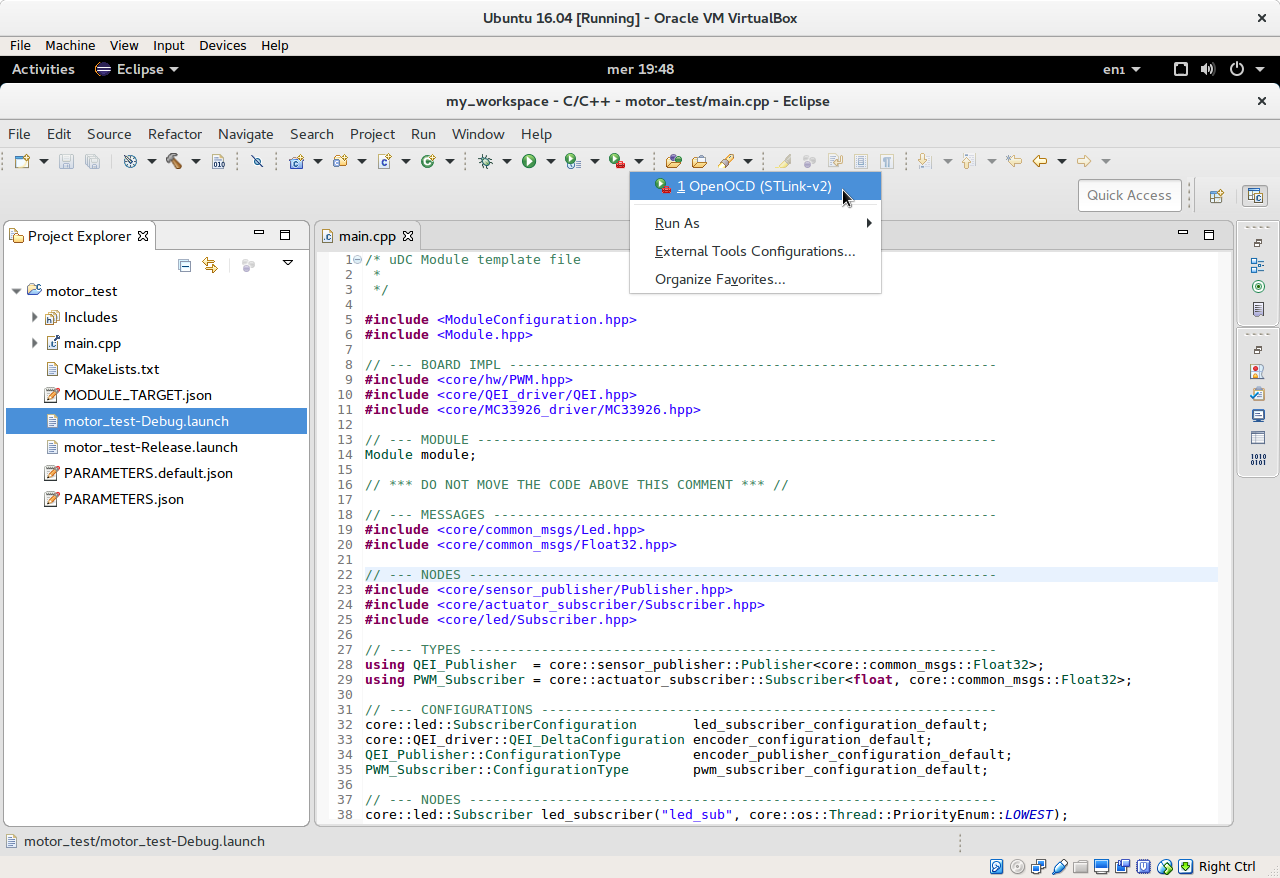 Ubuntu 16.04 [Running] - Oracle VM VirtualBox
File Machine View Input Devices Help
Activities Eclipse mer 19:48 en₁
my_workspace - C/C++ - motor_test/main.cpp - Eclipse
File Edit Source Refactor Navigate Search Project Run Window Help
1 OpenOCD (STLink-v2)
Run As
External Tools Configurations...
Organize Favorites...
Quick Access
Project Explorer
motor_test
Includes
main.cpp
CMakeLists.txt
MODULE_TARGET.json
motor_test-Debug.launch
motor_test-Release.launch
PARAMETERS.default.json
PARAMETERS.json
main.cpp
1 /* uDC Module template file
2  *
3  */
4
5 #include <ModuleConfiguration.hpp>
6 #include <Module.hpp>
7
8 // --- BOARD IMPL -------------------------------------------------------------
9 #include <core/hw/PWM.hpp>
10 #include <core/QEI_driver/QEI.hpp>
11 #include <core/MC33926_driver/MC33926.hpp>
12
13 // --- MODULE -----------------------------------------------------------------
14 Module module;
15
16 // *** DO NOT MOVE THE CODE ABOVE THIS COMMENT *** //
17
18 // --- MESSAGES ---------------------------------------------------------------
19 #include <core/common_msgs/Led.hpp>
20 #include <core/common_msgs/Float32.hpp>
21
22 // --- NODES ------------------------------------------------------------------
23 #include <core/sensor_publisher/Publisher.hpp>
24 #include <core/actuator_subscriber/Subscriber.hpp>
25 #include <core/led/Subscriber.hpp>
26
27 // --- TYPES ------------------------------------------------------------------
28 using QEI_Publisher  = core::sensor_publisher::Publisher<core::common_msgs::Float32>;
29 using PWM_Subscriber = core::actuator_subscriber::Subscriber<float, core::common_msgs::Float32>;
30
31 // --- CONFIGURATIONS ---------------------------------------------------------
32 core::led::SubscriberConfiguration       led_subscriber_configuration_default;
33 core::QEI_driver::QEI_DeltaConfiguration encoder_configuration_default;
34 QEI_Publisher::ConfigurationType         encoder_publisher_configuration_default;
35 PWM_Subscriber::ConfigurationType        pwm_subscriber_configuration_default;
36
37 // --- NODES ------------------------------------------------------------------
38 core::led::Subscriber led_subscriber("led_sub", core::os::Thread::PriorityEnum::LOWEST);
motor_test/motor_test-Debug.launch
Right Ctrl